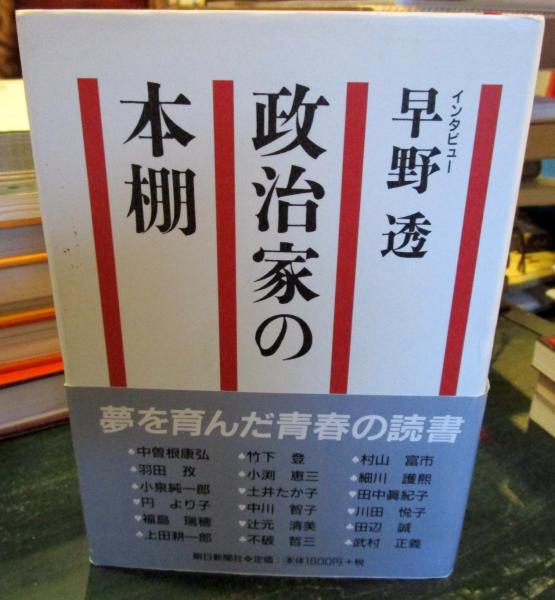 インタビュー
早野 透
政治家の
本棚
夢を育んだ青春の読書
♠中曽根康弘 ♠竹下 登 ♠村山 富市
♠羽田 孜 ♠小渕 恵三 ♠細川 護熙
♠小泉純一郎 ♥土井たか子 ♥田中眞紀子
♥円 より子 ♥中川 智子 ♥川田 悦子
♥福島 瑞穂 ♥辻元 清美 ♠田辺 誠
♠上田耕一郎 ♠不破 哲三 ♠武村 正義
朝日新聞社❖定価:本体1800円+税